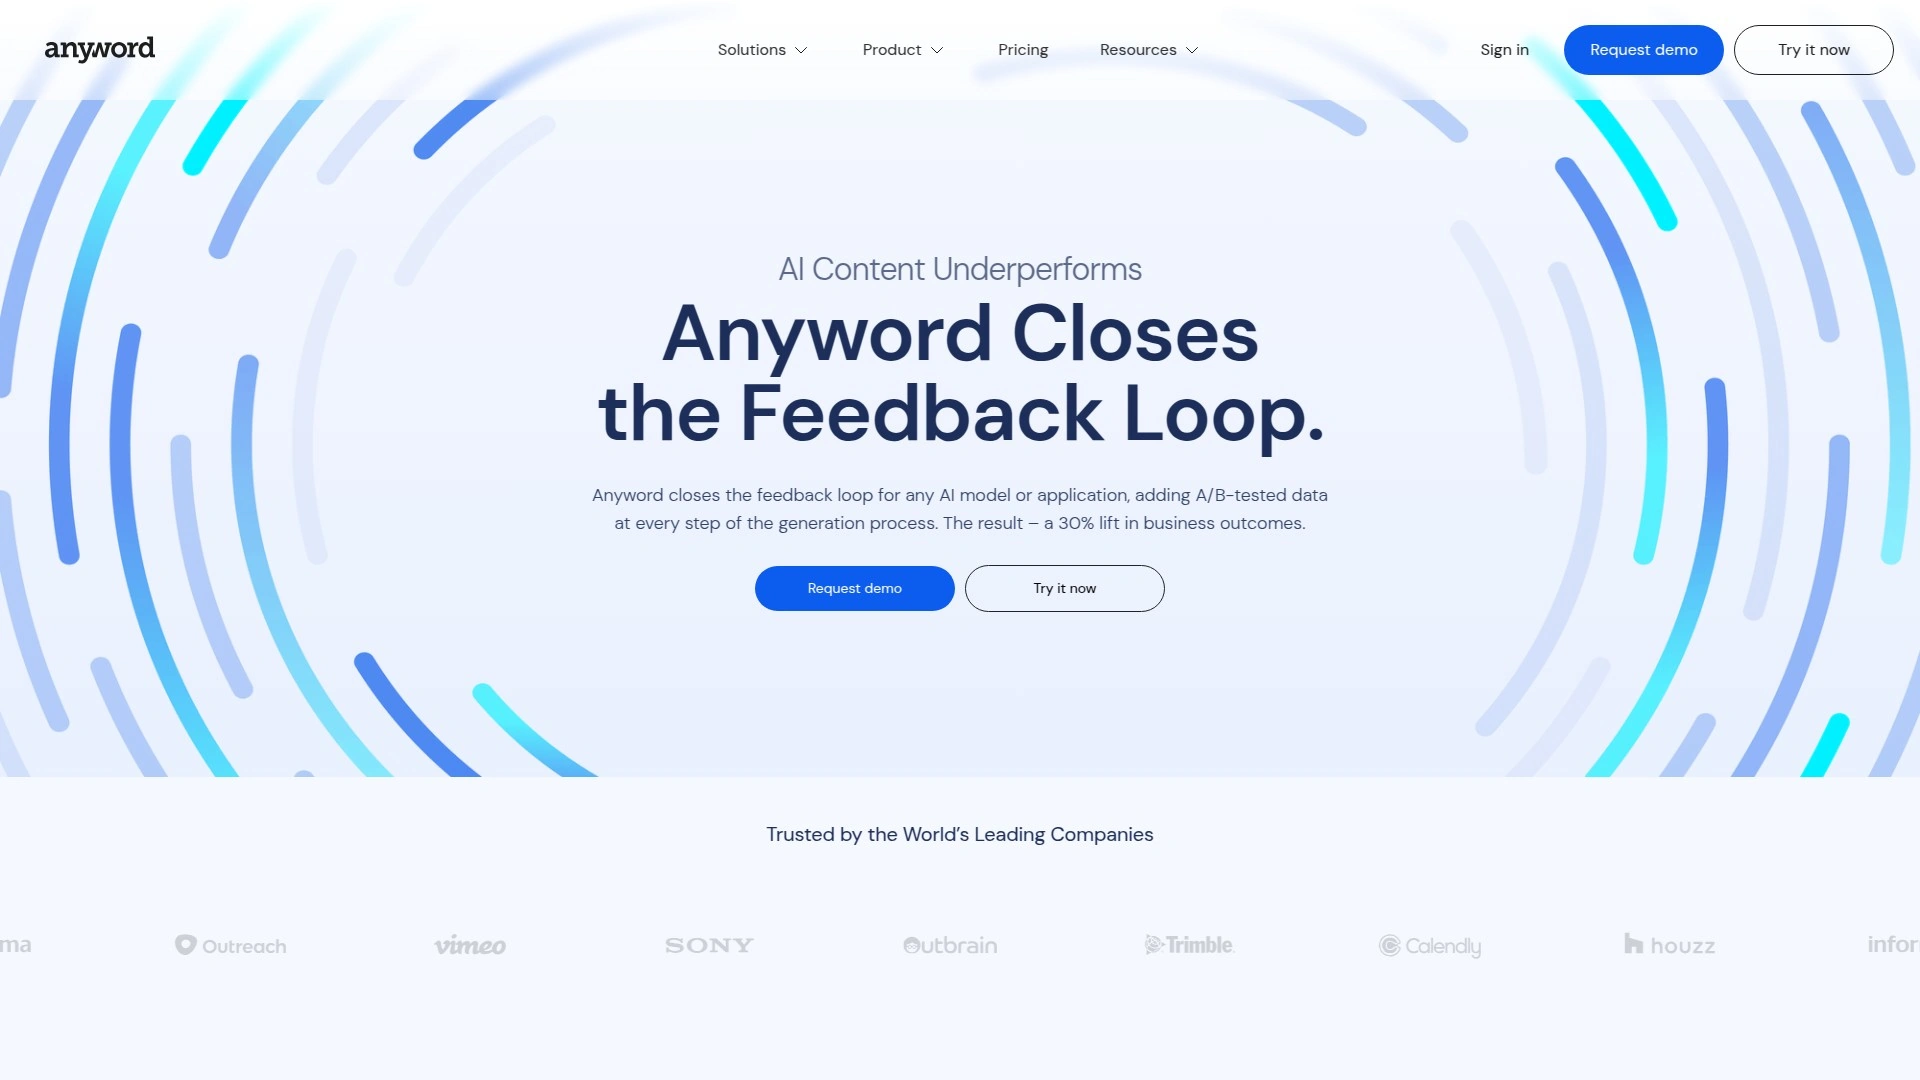 anyword
Solutions
Product
Pricing
Resources
Sign in
Request demo
Try it now
AI Content Underperforms
Anyword Closes
the Feedback Loop.
Anyword closes the feedback loop for any AI model or application, adding A/B-tested data
at every step of the generation process. The result – a 30% lift in business outcomes.
Request demo
Try it now
Trusted by the World’s Leading Companies
ma
Outreach
vimeo
SONY
Outbrain
Trimble
Calendly
houzz
infor